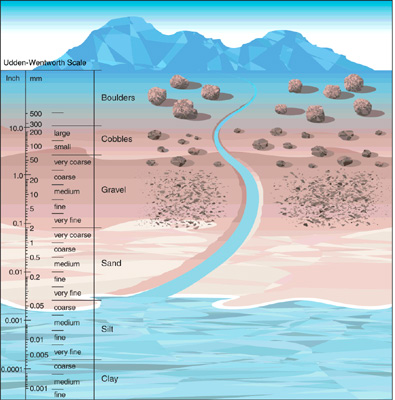 Udden-Wentworth Scale
Inch mm
Boulders
500
300
10.0
200 large
Cobbles
100 small
50 very coarse
1.0
20 coarse
Gravel
10 medium
5 fine
0.1
2 very fine
1 very coarse
0.5 coarse
Sand
0.01
0.2 medium
fine
0.05 very fine
coarse
0.001
medium
Silt
0.01 fine
0.005
very fine
0.0001
coarse
medium
Clay
0.001
fine